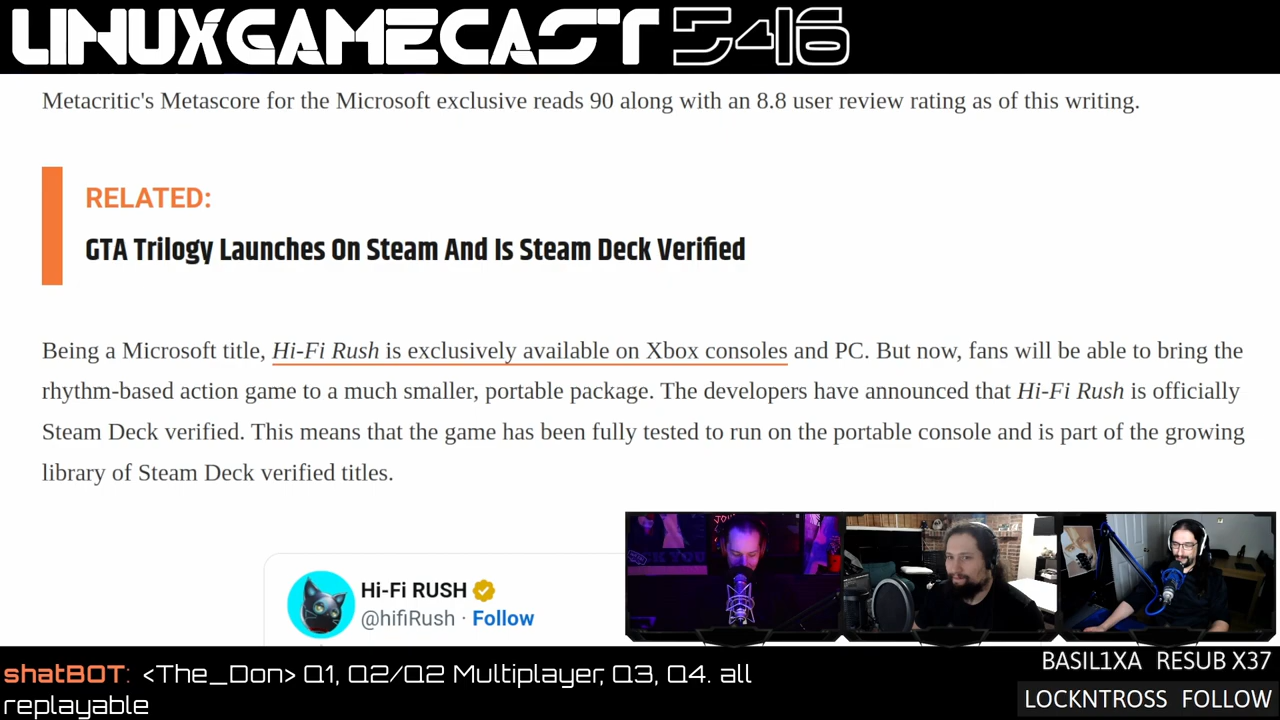 LINUXGAMECAST 546
Metacritic's Metascore for the Microsoft exclusive reads 90 along with an 8.8 user review rating as of this writing.
RELATED:
GTA Trilogy Launches On Steam And Is Steam Deck Verified
Being a Microsoft title, Hi-Fi Rush is exclusively available on Xbox consoles and PC. But now, fans will be able to bring the
rhythm-based action game to a much smaller, portable package. The developers have announced that Hi-Fi Rush is officially
Steam Deck verified. This means that the game has been fully tested to run on the portable console and is part of the growing
library of Steam Deck verified titles.
Hi-Fi RUSH
@hifiRush · Follow
shatBOT: <The_Don> Q1, Q2/Q2 Multiplayer, Q3, Q4. all
replayable
BASIL1XA RESUB X37
LOCKNTROSS FOLLOW